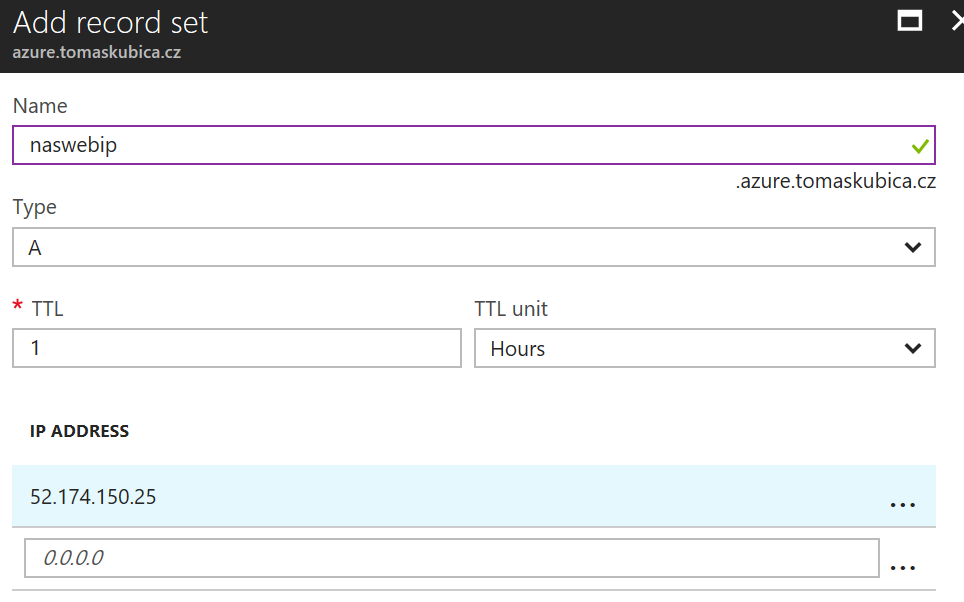 Add record set
azure.tomaskubica.cz
Name
naswebip
.azure.tomaskubica.cz
Type
A
* TTL
TTL unit
1
Hours
IP ADDRESS
52.174.150.25
...
0.0.0.0
...